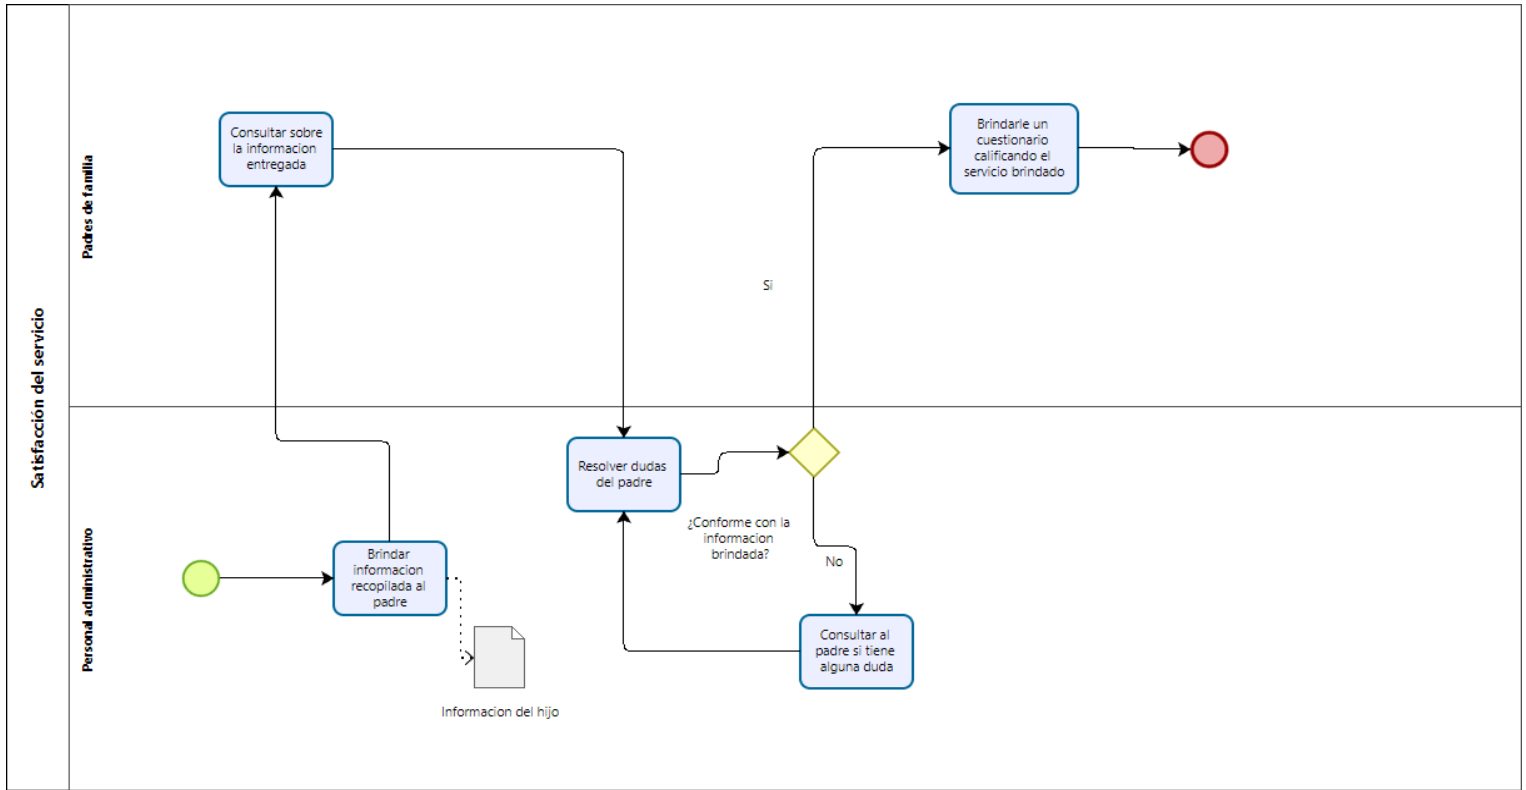 Satisfacción del servicio
Padres de familia
Consultar sobre
la informacion
entregada
Brindarle un
cuestionario
calificando el
servicio brindado
Si
Personal administrativo
Brindar
informacion
recopilada al
padre
Informacion del hijo
Resolver dudas
del padre
¿Conforme con la
informacion
brindada?
No
Consultar al
padre si tiene
alguna duda